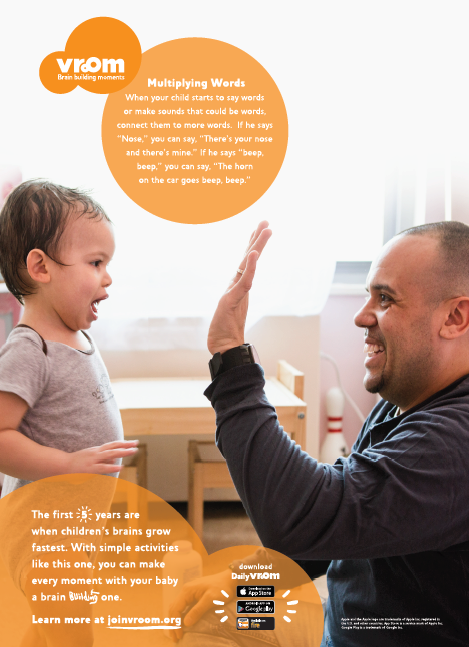 vroom
Brain building moments
Multiplying Words
When your child starts to say words
or make sounds that could be words,
connect them to more words. If he says
“Nose,” you can say, “There’s your nose
and there’s mine.” If he says “beep,
beep,” you can say, “The horn
on the car goes beep, beep.”
The first 5 years are
when children’s brains grow
fastest. With simple activities
like this one, you can make
every moment with your baby
a brain Building one.
Learn more at joinvroom.org
download
Daily vroom
Download on the
App Store
Google play
Apple and the Apple logo are trademarks of Apple Inc, registered in
the U.S. and other countries. App Store is a service mark of Apple Inc.
Google Play is a trademark of Google Inc.